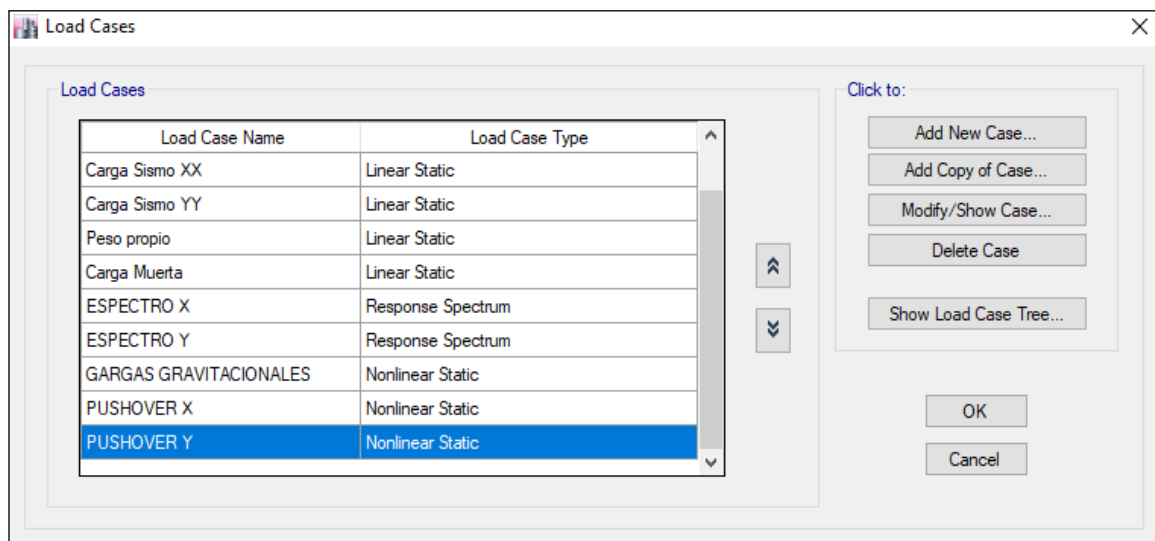 Load Cases
Load Cases
Click to:
Load Case Name Load Case Type
Carga Sismo XX Linear Static
Carga Sismo YY Linear Static
Peso propio Linear Static
Carga Muerta Linear Static
ESPECTRO X Response Spectrum
ESPECTRO Y Response Spectrum
GARGAS GRAVITACIONALES Nonlinear Static
PUSHOVER X Nonlinear Static
PUSHOVER Y Nonlinear Static
Add New Case...
Add Copy of Case...
Modify/Show Case...
Delete Case
Show Load Case Tree...
OK
Cancel